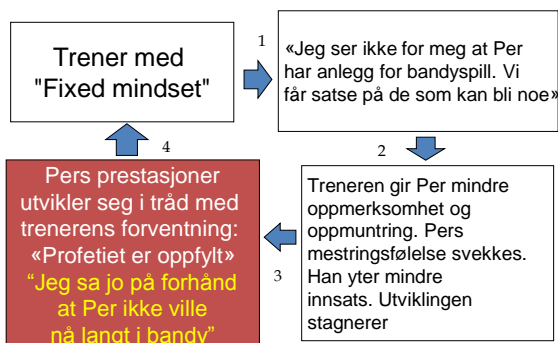 Trener med
"Fixed mindset"
1
«Jeg ser ikke for meg at Per
har anlegg for bandyspill. Vi
får satse på de som kan bli noe»
2
Treneren gir Per mindre
oppmerksomhet og
oppmuntring. Pers
mestringsfølelse svekkes.
Han yter mindre
innsats. Utviklingen
stagnerer
3
Pers prestasjoner
utvikler seg i tråd med
trenerens forventning:
«Profetiet er oppfylt»
“Jeg sa jo på forhånd
at Per ikke ville
nå langt i bandy”
4